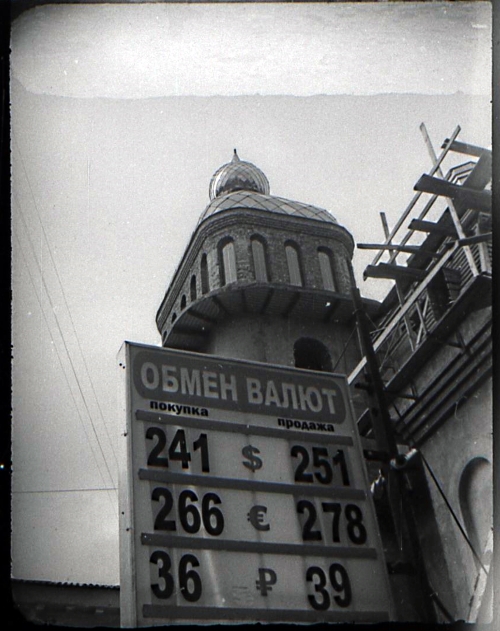 ОБМЕН ВАЛЮТ
покупка продажа
241 $ 251
266 € 278
36 ₽ 39